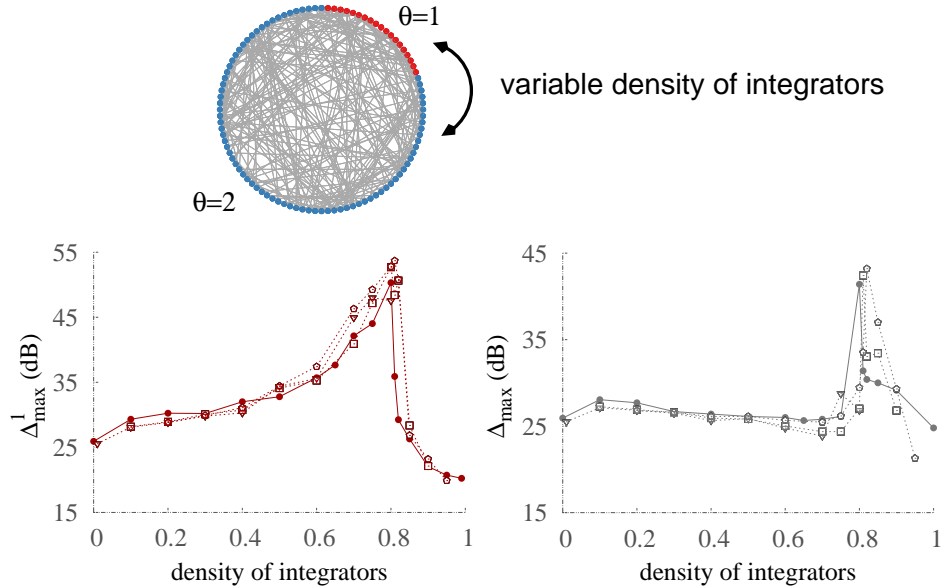 θ=1
variable density of integrators
θ=2
55
45
35
25
15
Δ¹max (dB)
0 0.2 0.4 0.6 0.8 1
density of integrators
45
35
25
15
Δmax (dB)
0 0.2 0.4 0.6 0.8 1
density of integrators